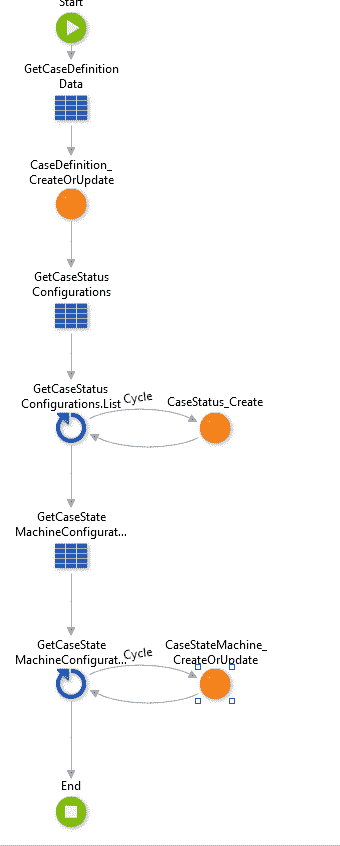 Start
GetCaseDefinition
Data
CaseDefinition_
CreateOrUpdate
GetCaseStatus
Configurations
GetCaseStatus
Configurations.List
Cycle
CaseStatus_Create
GetCaseState
MachineConfigurat...
GetCaseState
MachineConfigurat...
Cycle
CaseStateMachine_
CreateOrUpdate
End